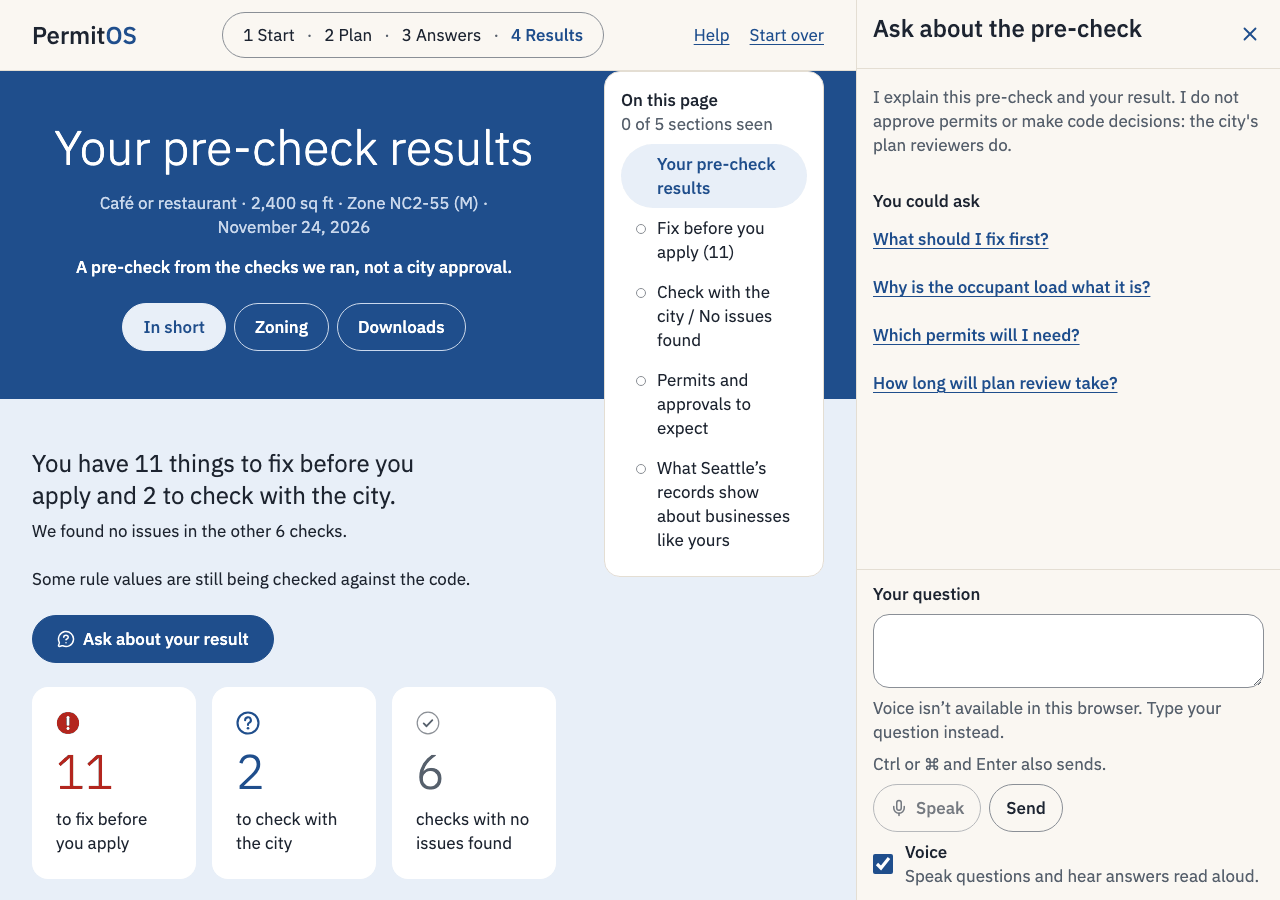 PermitOS
1 Start · 2 Plan · 3 Answers · 4 Results
Help
Start over
Your pre-check results
Café or restaurant · 2,400 sq ft · Zone NC2-55 (M) ·
November 24, 2026
A pre-check from the checks we ran, not a city approval.
In short
Zoning
Downloads
On this page
0 of 5 sections seen
Your pre-check
results
Fix before you
apply (11)
Check with the
city / No issues
found
Permits and
approvals to
expect
What Seattle’s
records show
about businesses
like yours
You have 11 things to fix before you
apply and 2 to check with the city.
We found no issues in the other 6 checks.
Some rule values are still being checked against the code.
Ask about your result
11
to fix before
you apply
2
to check with
the city
6
checks with no
issues found
Ask about the pre-check
I explain this pre-check and your result. I do not
approve permits or make code decisions: the city's
plan reviewers do.
You could ask
What should I fix first?
Why is the occupant load what it is?
Which permits will I need?
How long will plan review take?
Your question
Voice isn’t available in this browser. Type your
question instead.
Ctrl or ⌘ and Enter also sends.
Speak
Send
Voice
Speak questions and hear answers read aloud.